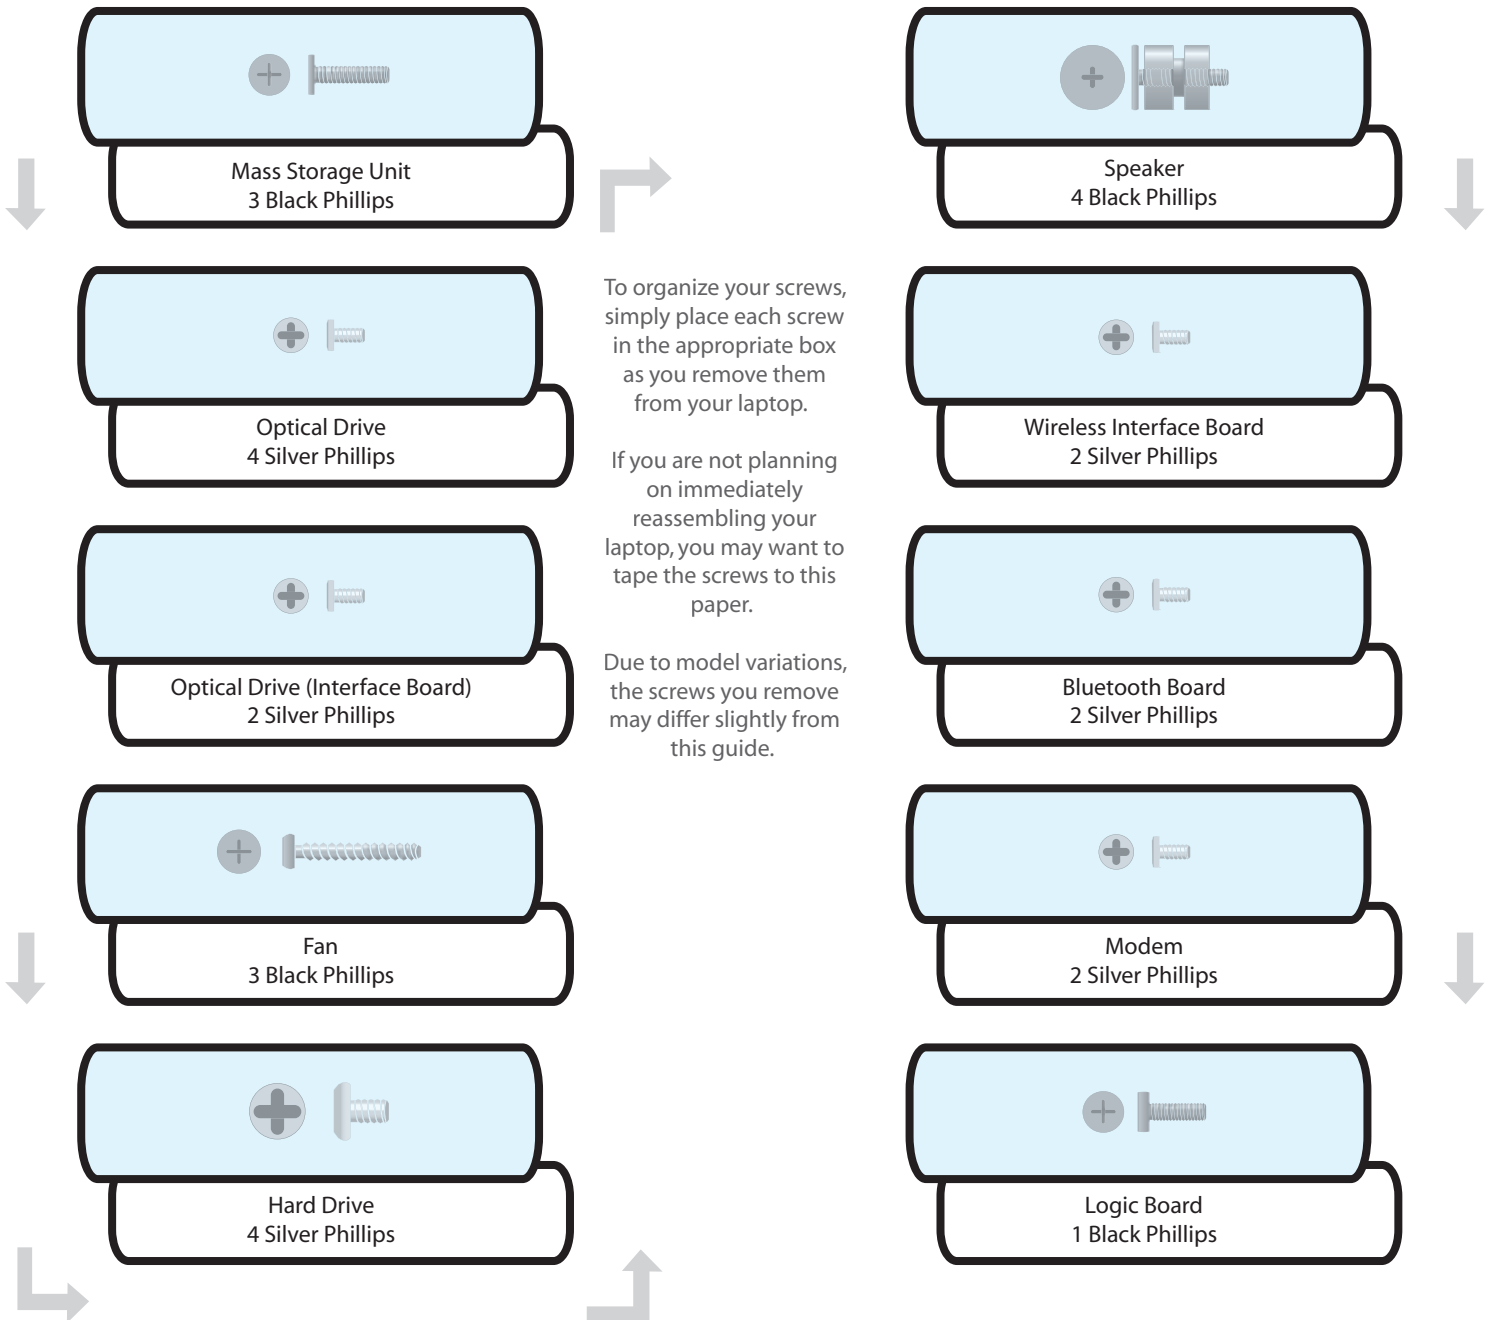 Mass Storage Unit
3 Black Phillips
Optical Drive
4 Silver Phillips
Optical Drive (Interface Board)
2 Silver Phillips
Fan
3 Black Phillips
Hard Drive
4 Silver Phillips
To organize your screws,
simply place each screw
in the appropriate box
as you remove them
from your laptop.
If you are not planning
on immediately
reassembling your
laptop, you may want to
tape the screws to this
paper.
Due to model variations,
the screws you remove
may differ slightly from
this guide.
Speaker
4 Black Phillips
Wireless Interface Board
2 Silver Phillips
Bluetooth Board
2 Silver Phillips
Modem
2 Silver Phillips
Logic Board
1 Black Phillips